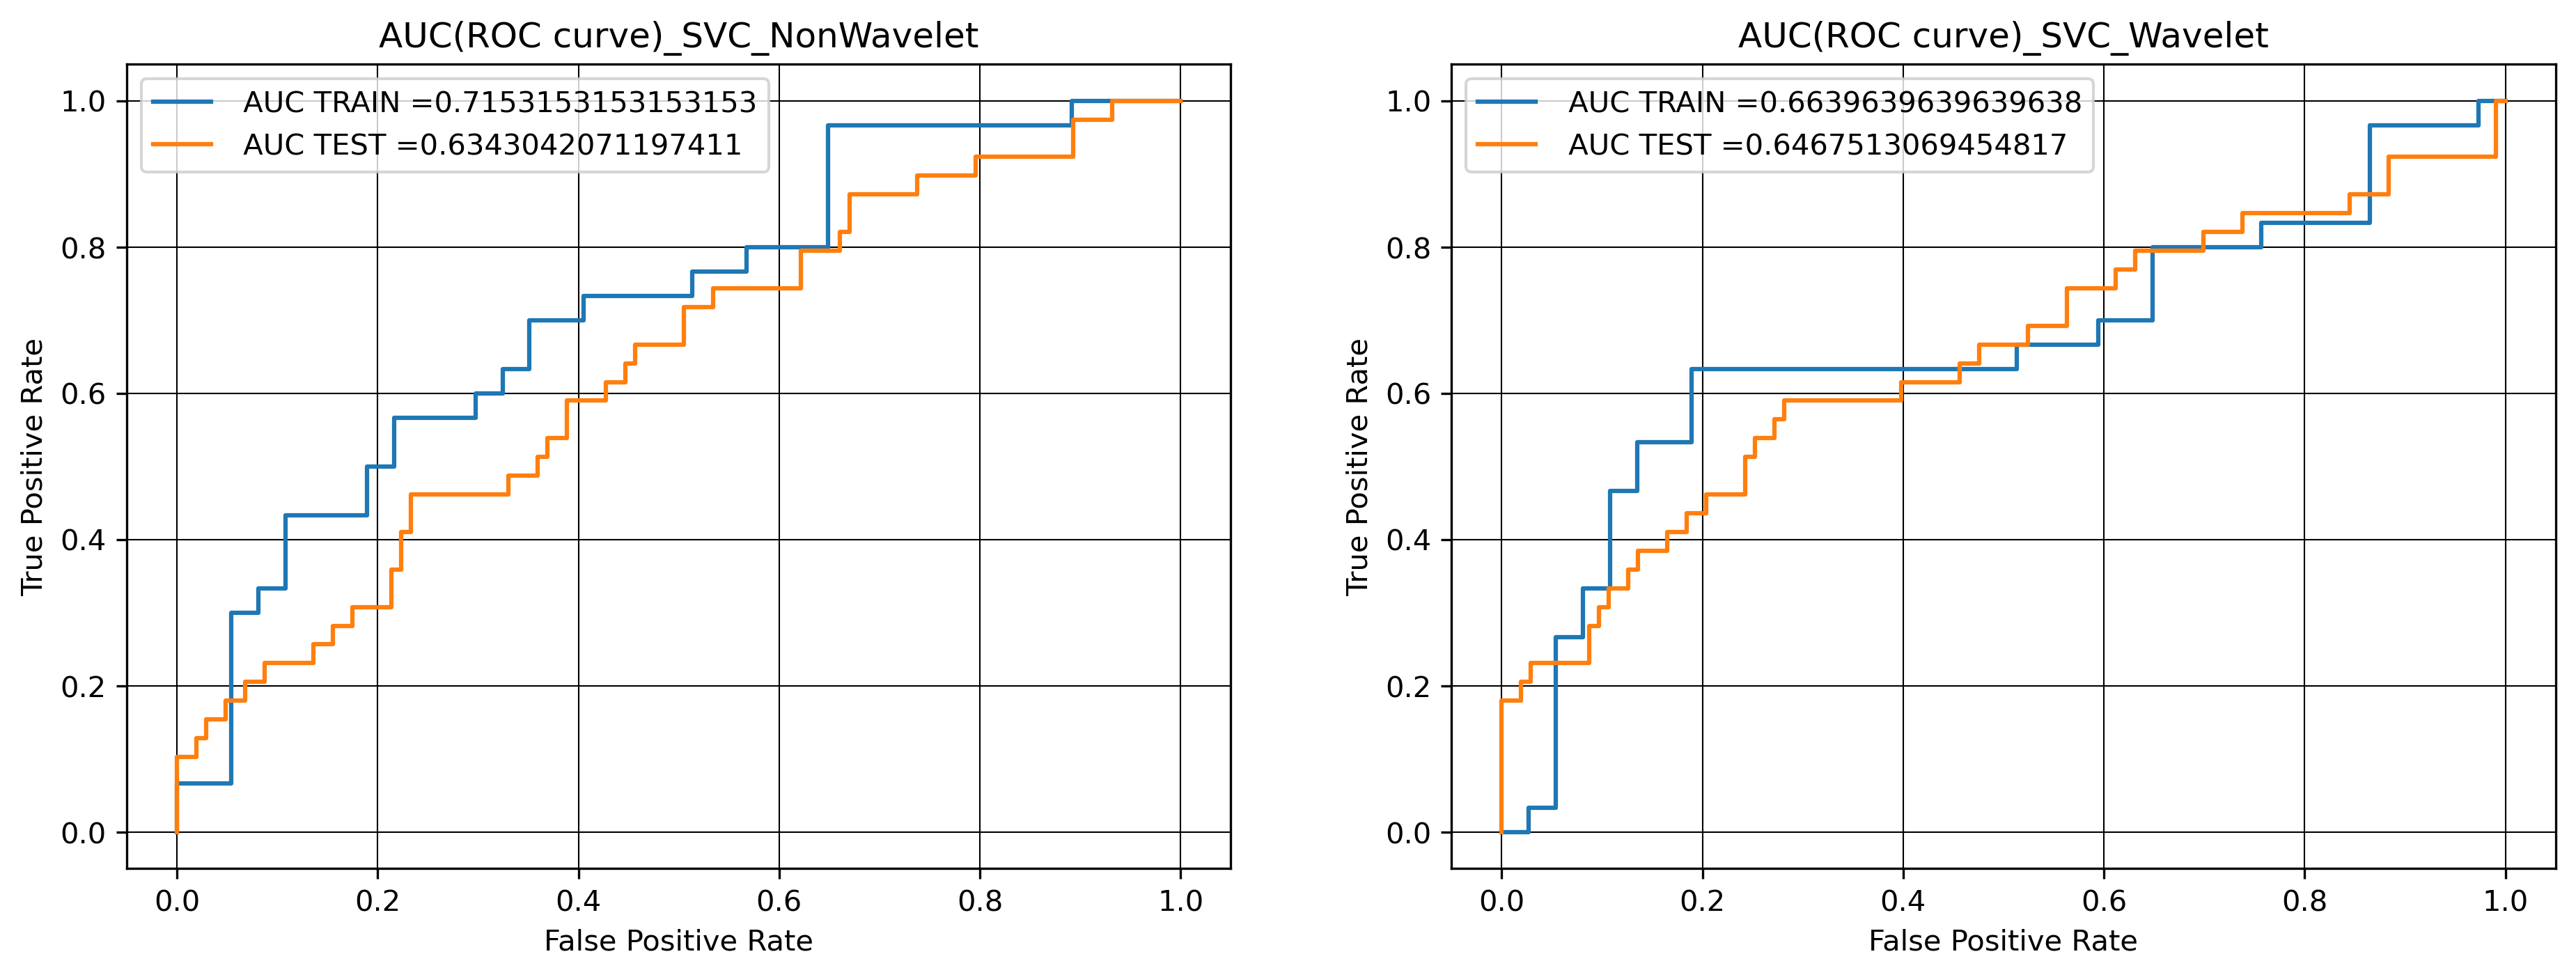 AUC(ROC curve)_SVC_NonWavelet
AUC TRAIN =0.7153153153153153
AUC TEST =0.6343042071197411
1.0
0.8
0.6
0.4
0.2
0.0
True Positive Rate
0.0 0.2 0.4 0.6 0.8 1.0
False Positive Rate
AUC(ROC curve)_SVC_Wavelet
AUC TRAIN =0.6639639639639638
AUC TEST =0.6467513069454817
1.0
0.8
0.6
0.4
0.2
0.0
True Positive Rate
0.0 0.2 0.4 0.6 0.8 1.0
False Positive Rate